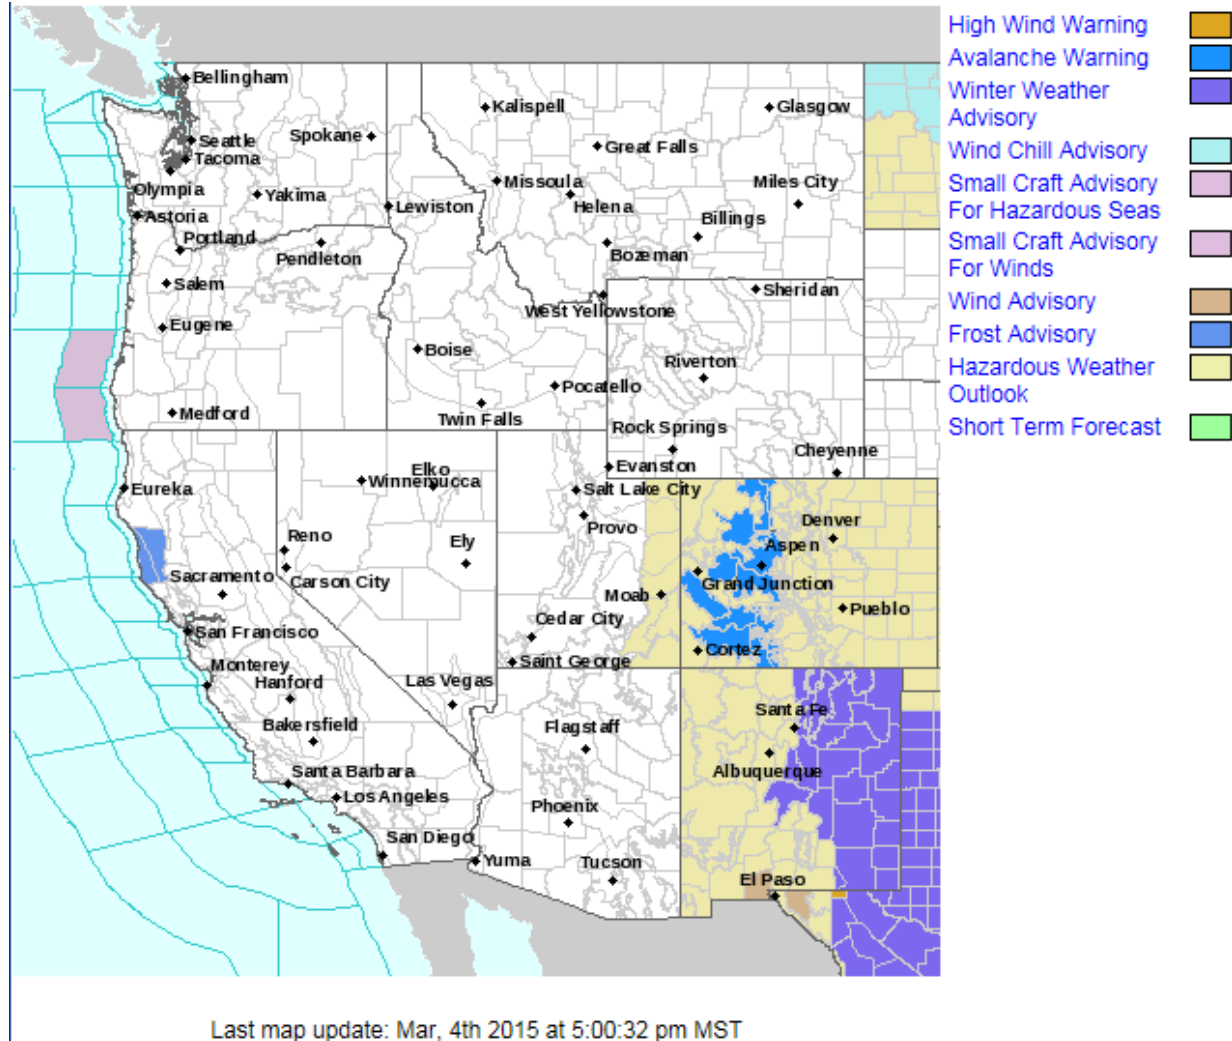 High Wind Warning
Avalanche Warning
Winter Weather
Advisory
Wind Chill Advisory
Small Craft Advisory
For Hazardous Seas
Small Craft Advisory
For Winds
Wind Advisory
Frost Advisory
Hazardous Weather
Outlook
Short Term Forecast
Bellingham
Kalispell
Glasgow
Seattle
Spokane
Great Falls
Tacoma
Olympia
Yakima
Missoula
Miles City
Helena
Lewiston
Astoria
Billings
Portland
Pendleton
Bozeman
Salem
Sheridan
West Yellowstone
Eugene
Boise
Riverton
Pocatello
Medford
Twin Falls
Rock Springs
Cheyenne
Elko
Evanston
Winnemucca
Eureka
Salt Lake City
Provo
Denver
Reno
Ely
Aspen
Sacramento
Carson City
Grand Junction
Moab
Pueblo
Cedar City
San Francisco
Cortez
Saint George
Monterey
Hanford
Las Vegas
Santa Fe
Bakersfield
Flagstaff
Albuquerque
Santa Barbara
Los Angeles
Phoenix
San Diego
Yuma
Tucson
El Paso
Last map update: Mar, 4th 2015 at 5:00:32 pm MST